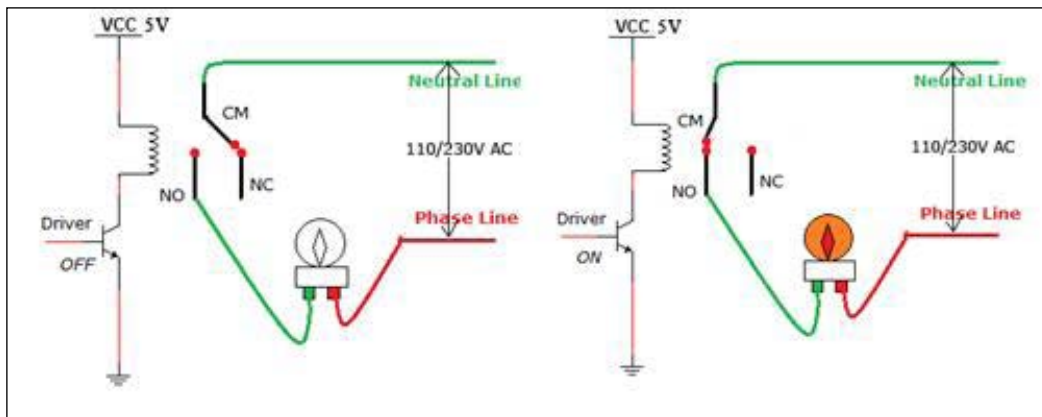 VCC 5V
Neutral Line
CM
110/230V AC
NO
NC
Phase Line
Driver
OFF
VCC 5V
Neutral Line
CM
110/230V AC
NO
NC
Phase Line
Driver
ON